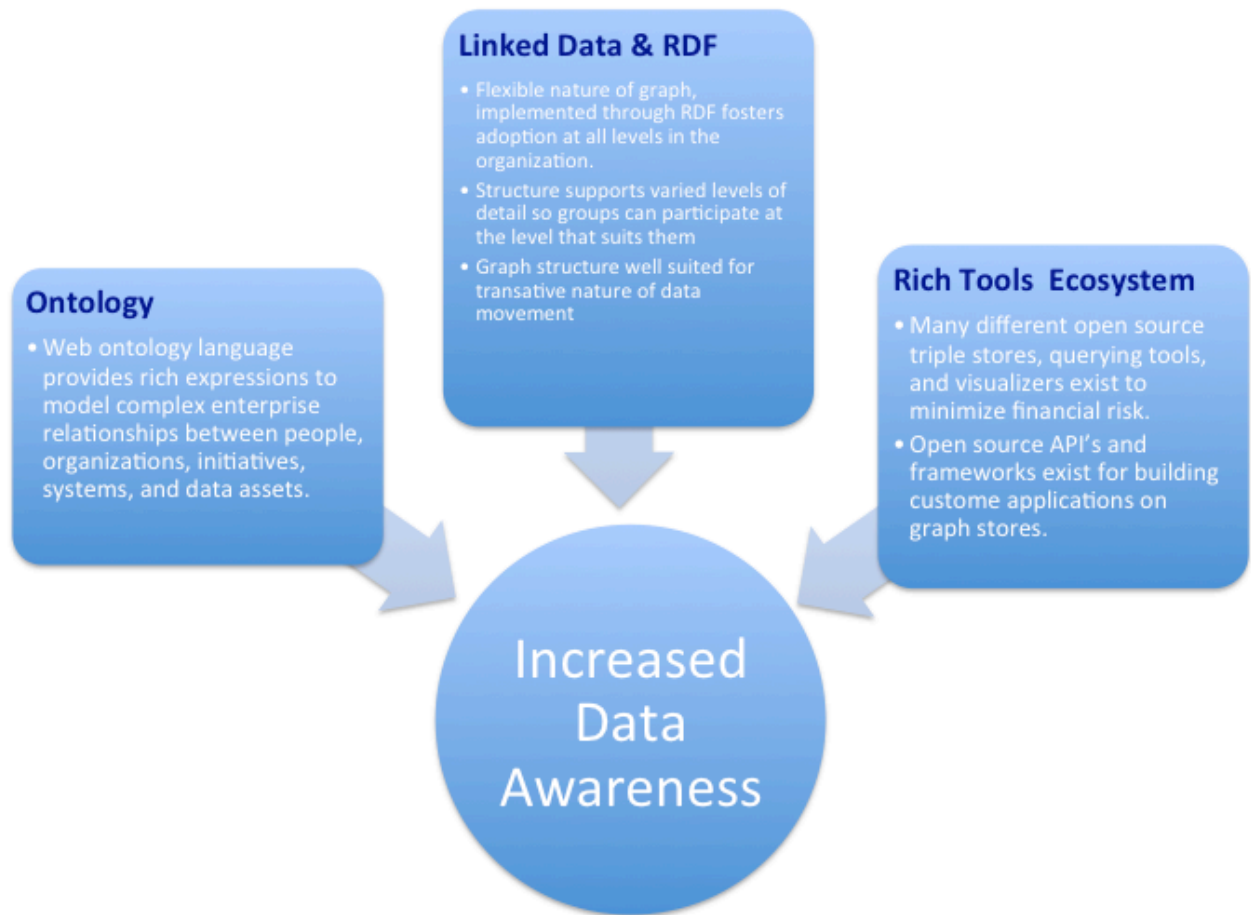 Linked Data & RDF
• Flexible nature of graph,
implemented through RDF fosters
adoption at all levels in the
organization.
• Structure supports varied levels of
detail so groups can participate at
the level that suits them
• Graph structure well suited for
transative nature of data
movement
Ontology
• Web ontology language
provides rich expressions to
model complex enterprise
relationships between people,
organizations, initiatives,
systems, and data assets.
Rich Tools  Ecosystem
• Many different open source
triple stores, querying tools,
and visualizers exist to
minimize financial risk.
• Open source API's and
frameworks exist for building
custome applications on
graph stores.
Increased
Data
Awareness